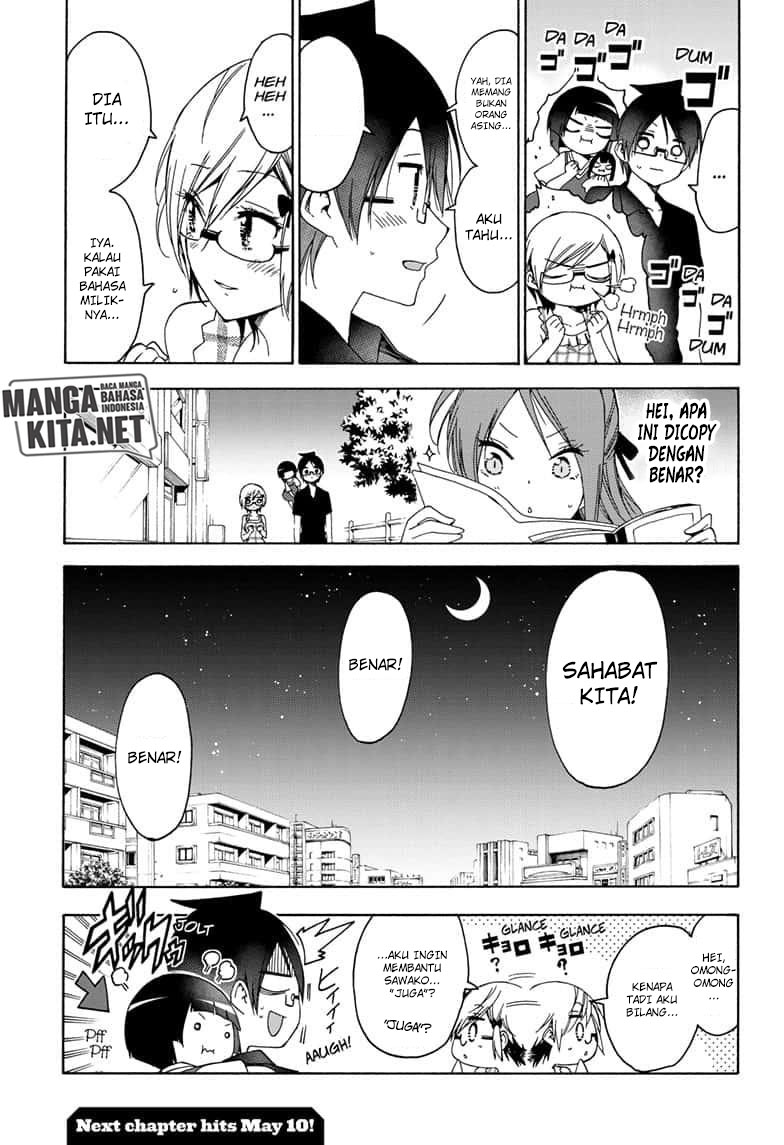 DUM
ゴ
DA DA DA
ゴゴゴ
...
DA DA DUM
ゴゴゴ
Hrmph
Hrmph
YAH, DIA
MEMANG
BUKAN
ORANG
ASING...
AKU
TAHU...
HEH
HEH
...
DIA
ITU...
IYA.
KALAU
PAKAI
BAHASA
MILIK-
NYA...
HEI, APA
INI DICOPY
DENGAN
BENAR?
MANGA
KITA.NET
BACA MANGA
BAHASA
INDONESIA
SAHABAT
KITA!
BENAR!
BENAR!
HEI,
OMONG-
OMONG
...
KENAPA
TADI AKU
BILANG...
GLANCE
GLANCE
キョロ
キョロ
?
?
...AKU INGIN
MEMBANTU
SAWAKO...
"JUGA"?
"JUGA"?
AAUGH!
JOLT
Pff
Pff
Next chapter hits May 10!